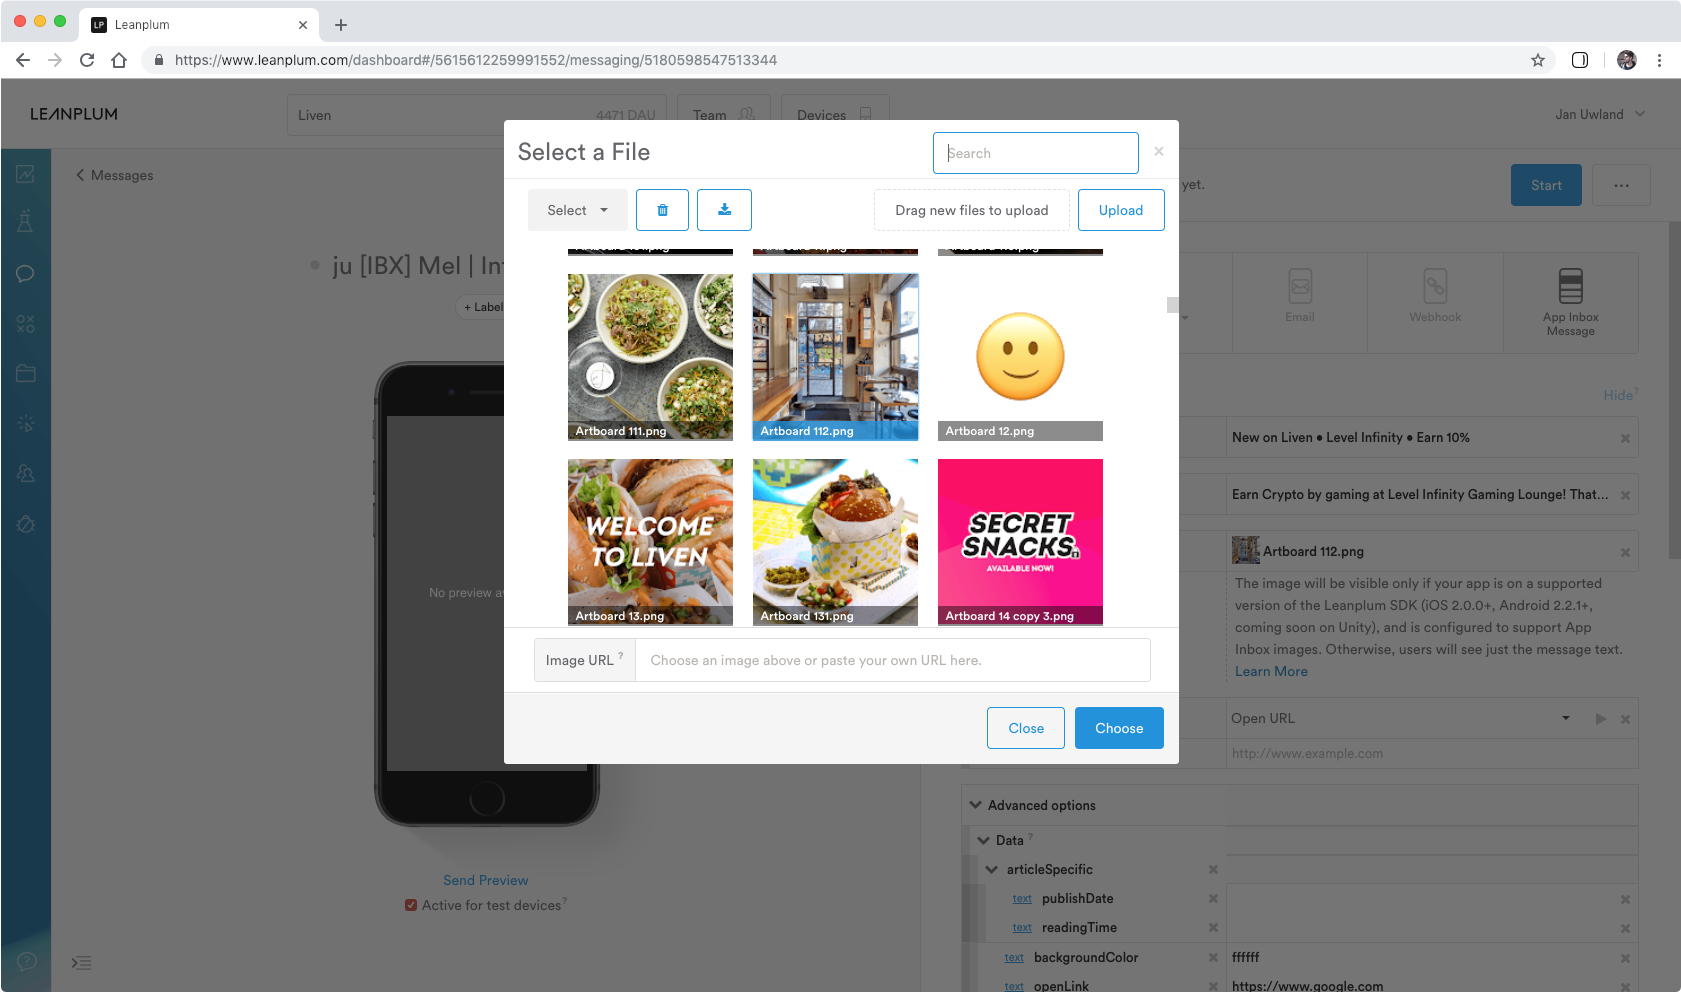 LP Leanplum
https://www.leanplum.com/dashboard#/5615612259991552/messaging/5180598547513344
LEANPLUM
Liven
4471 DAU
Team
Devices
Jan Uwland
Messages
yet.
Start
ju [IBX] Mel |
+ Label
Select a File
Search
Select
Drag new files to upload
Upload
Artboard 111.png
Artboard 112.png
Artboard 12.png
WELCOME
TO LIVEN
Artboard 13.png
Artboard 131.png
SECRET
SNACKS
AVAILABLE NOW!
Artboard 14 copy 3.png
Image URL ?
Choose an image above or paste your own URL here.
Close
Choose
Email
Webhook
App Inbox
Message
Hide?
New on Liven • Level Infinity • Earn 10%
Earn Crypto by gaming at Level Infinity Gaming Lounge! That...
Artboard 112.png
The image will be visible only if your app is on a supported
version of the Leanplum SDK (iOS 2.0.0+, Android 2.2.1+,
coming soon on Unity), and is configured to support App
Inbox images. Otherwise, users will see just the message text.
Learn More
Open URL
http://www.example.com
Advanced options
Data ?
articleSpecific
text publishDate
text readingTime
text backgroundColor
ffffff
text openLink
https://www.google.com
No preview
Send Preview
Active for test devices?